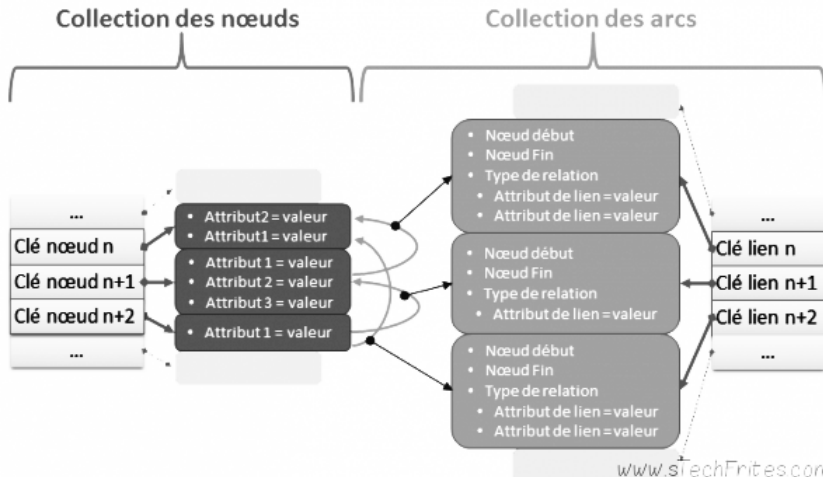 Collection des nœuds
Collection des arcs
...
Clé nœud n
Clé nœud n+1
Clé nœud n+2
...
• Attribut2 = valeur
• Attribut1 = valeur
• Attribut 1 = valeur
• Attribut 2 = valeur
• Attribut 3 = valeur
• Attribut 1 = valeur
• Nœud début
• Nœud Fin
• Type de relation
• Attribut de lien = valeur
• Attribut de lien = valeur
• Nœud début
• Nœud Fin
• Type de relation
• Attribut de lien = valeur
• Nœud début
• Nœud Fin
• Type de relation
• Attribut de lien = valeur
• Attribut de lien = valeur
...
Clé lien n
Clé lien n+1
Clé lien n+2
...
www.sTechFrites.com